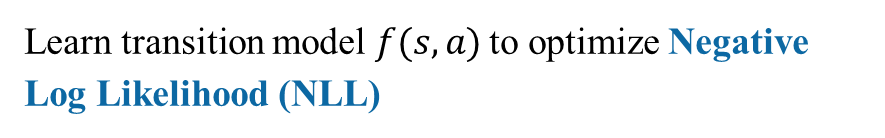 Learn transition model f(s, a) to optimize Negative
Log Likelihood (NLL)